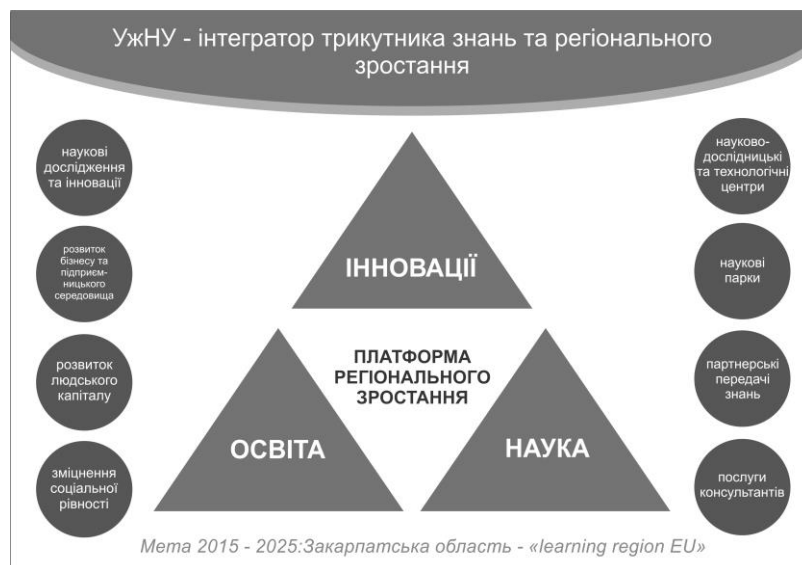 УжНУ - інтегратор трикутника знань та регіонального
зростання
наукові
дослідження
та інновації
розвиток
бізнесу та
підприєм-
ницького
середовища
розвиток
людського
капіталу
зміцнення
соціальної
рівності
ІННОВАЦІЇ
ПЛАТФОРМА
РЕГІОНАЛЬНОГО
ЗРОСТАННЯ
ОСВІТА
НАУКА
науково-
дослідницькі
та технологічні
центри
наукові
парки
партнерські
передачі
знань
послуги
консультантів
Мета 2015 - 2025:Закарпатська область - «learning region EU»